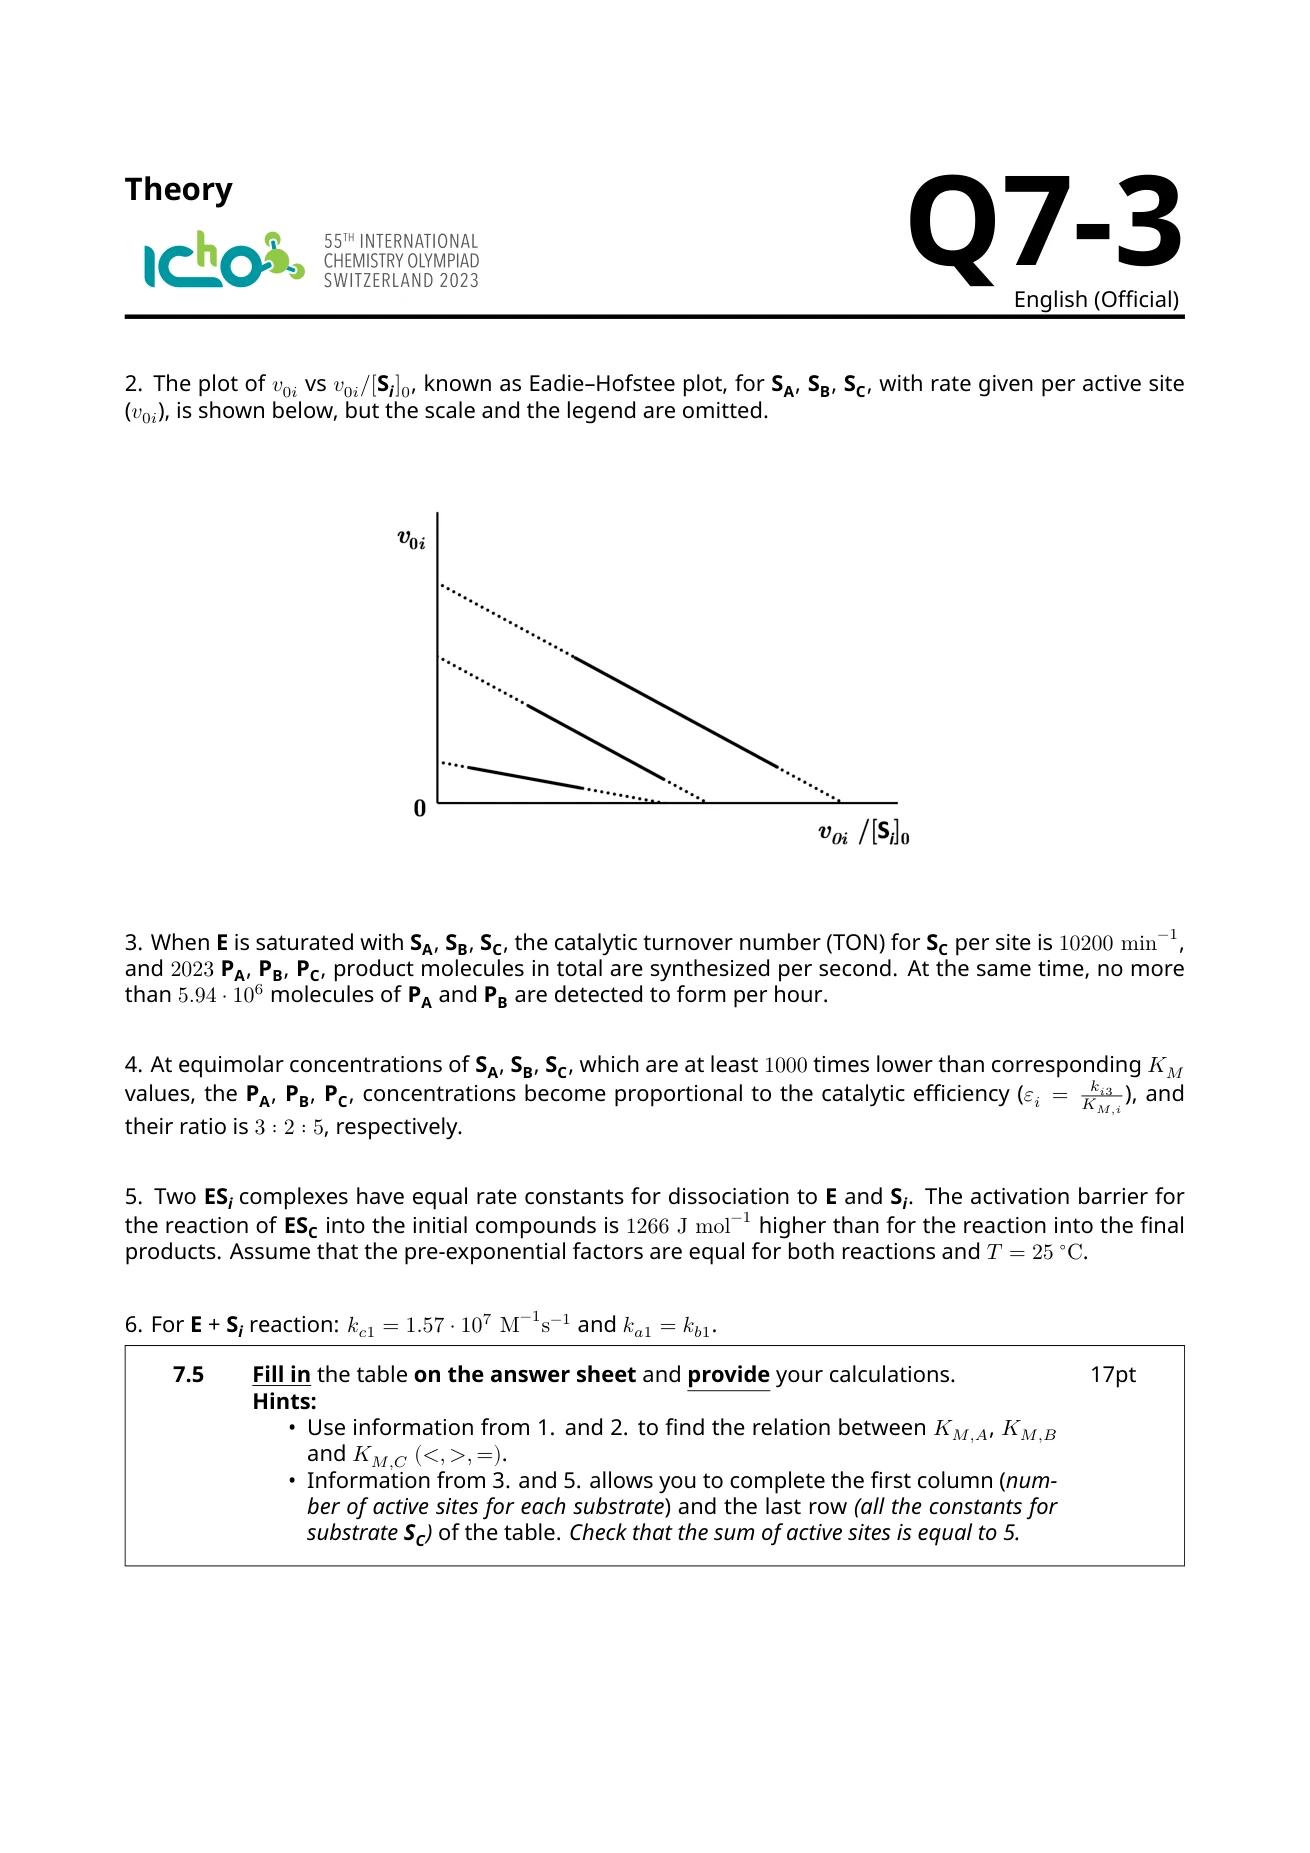 Theory
Q7-3
IChO
55TH INTERNATIONAL
CHEMISTRY OLYMPIAD
SWITZERLAND 2023
English (Official)
2. The plot of v0i vs v0i/[Si]0, known as Eadie–Hofstee plot, for SA, SB, SC, with rate given per active site
(v0i), is shown below, but the scale and the legend are omitted.
v0i
0
v0i /[Si]0
3. When E is saturated with SA, SB, SC, the catalytic turnover number (TON) for SC per site is 10200 min−1,
and 2023 PA, PB, PC, product molecules in total are synthesized per second. At the same time, no more
than 5.94 · 10^6 molecules of PA and PB are detected to form per hour.
4. At equimolar concentrations of SA, SB, SC, which are at least 1000 times lower than corresponding KM
values, the PA, PB, PC, concentrations become proportional to the catalytic efficiency (εi = ki3/KM,i), and
their ratio is 3 : 2 : 5, respectively.
5. Two ESi complexes have equal rate constants for dissociation to E and Si. The activation barrier for
the reaction of ESC into the initial compounds is 1266 J mol−1 higher than for the reaction into the final
products. Assume that the pre-exponential factors are equal for both reactions and T = 25 °C.
6. For E + Si reaction: kc1 = 1.57 · 10^7 M−1s−1 and ka1 = kb1.
7.5 Fill in the table on the answer sheet and provide your calculations. 17pt
Hints:
• Use information from 1. and 2. to find the relation between KM,A, KM,B
and KM,C (<, >, =).
• Information from 3. and 5. allows you to complete the first column (num-
ber of active sites for each substrate) and the last row (all the constants for
substrate SC) of the table. Check that the sum of active sites is equal to 5.